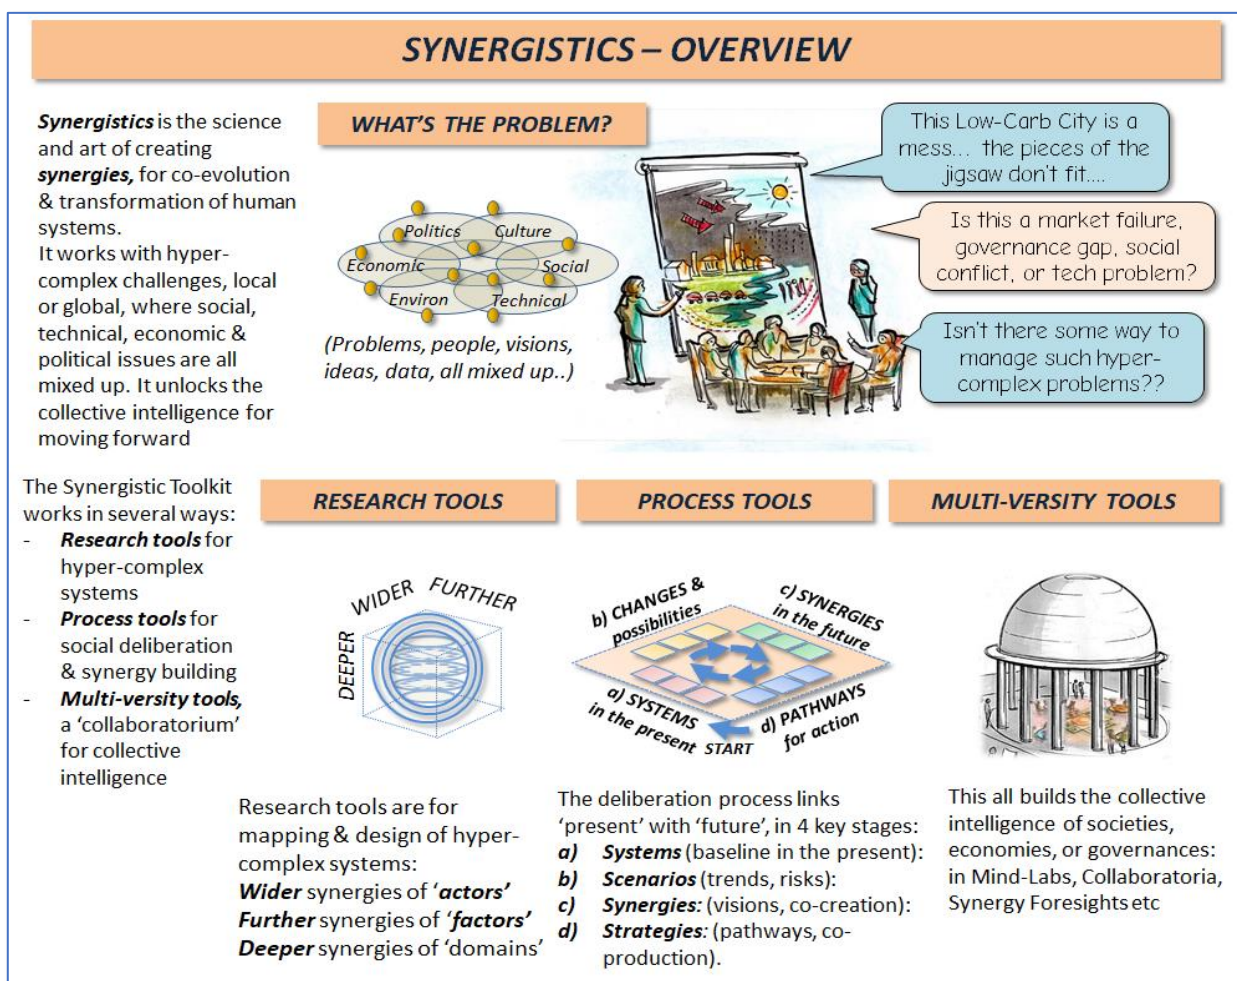 SYNERGISTICS – OVERVIEW
Synergistics is the science
and art of creating
synergies, for co-evolution
& transformation of human
systems.
It works with hyper-
complex challenges, local
or global, where social,
technical, economic &
political issues are all
mixed up. It unlocks the
collective intelligence for
moving forward
WHAT'S THE PROBLEM?
Politics
Culture
Economic
Social
Environ
Technical
(Problems, people, visions,
ideas, data, all mixed up..)
This Low-Carb City is a
mess... the pieces of the
jigsaw don't fit....
Is this a market failure,
governance gap, social
conflict, or tech problem?
Isn't there some way to
manage such hyper-
complex problems??
The Synergistic Toolkit
works in several ways:
- Research tools for
hyper-complex
systems
- Process tools for
social deliberation
& synergy building
- Multi-versity tools,
a ‘collaboratorium’
for collective
intelligence
RESEARCH TOOLS
WIDER
FURTHER
DEEPER
Research tools are for
mapping & design of hyper-
complex systems:
Wider synergies of ‘actors’
Further synergies of ‘factors’
Deeper synergies of ‘domains’
PROCESS TOOLS
b) CHANGES &
possibilities
c) SYNERGIES
in the future
a) SYSTEMS
in the present
d) PATHWAYS
for action
START
The deliberation process links
‘present’ with ‘future’, in 4 key stages:
a) Systems (baseline in the present):
b) Scenarios (trends, risks):
c) Synergies: (visions, co-creation):
d) Strategies: (pathways, co-
production).
MULTI-VERSITY TOOLS
This all builds the collective
intelligence of societies,
economies, or governances:
in Mind-Labs, Collaboratoria,
Synergy Foresights etc